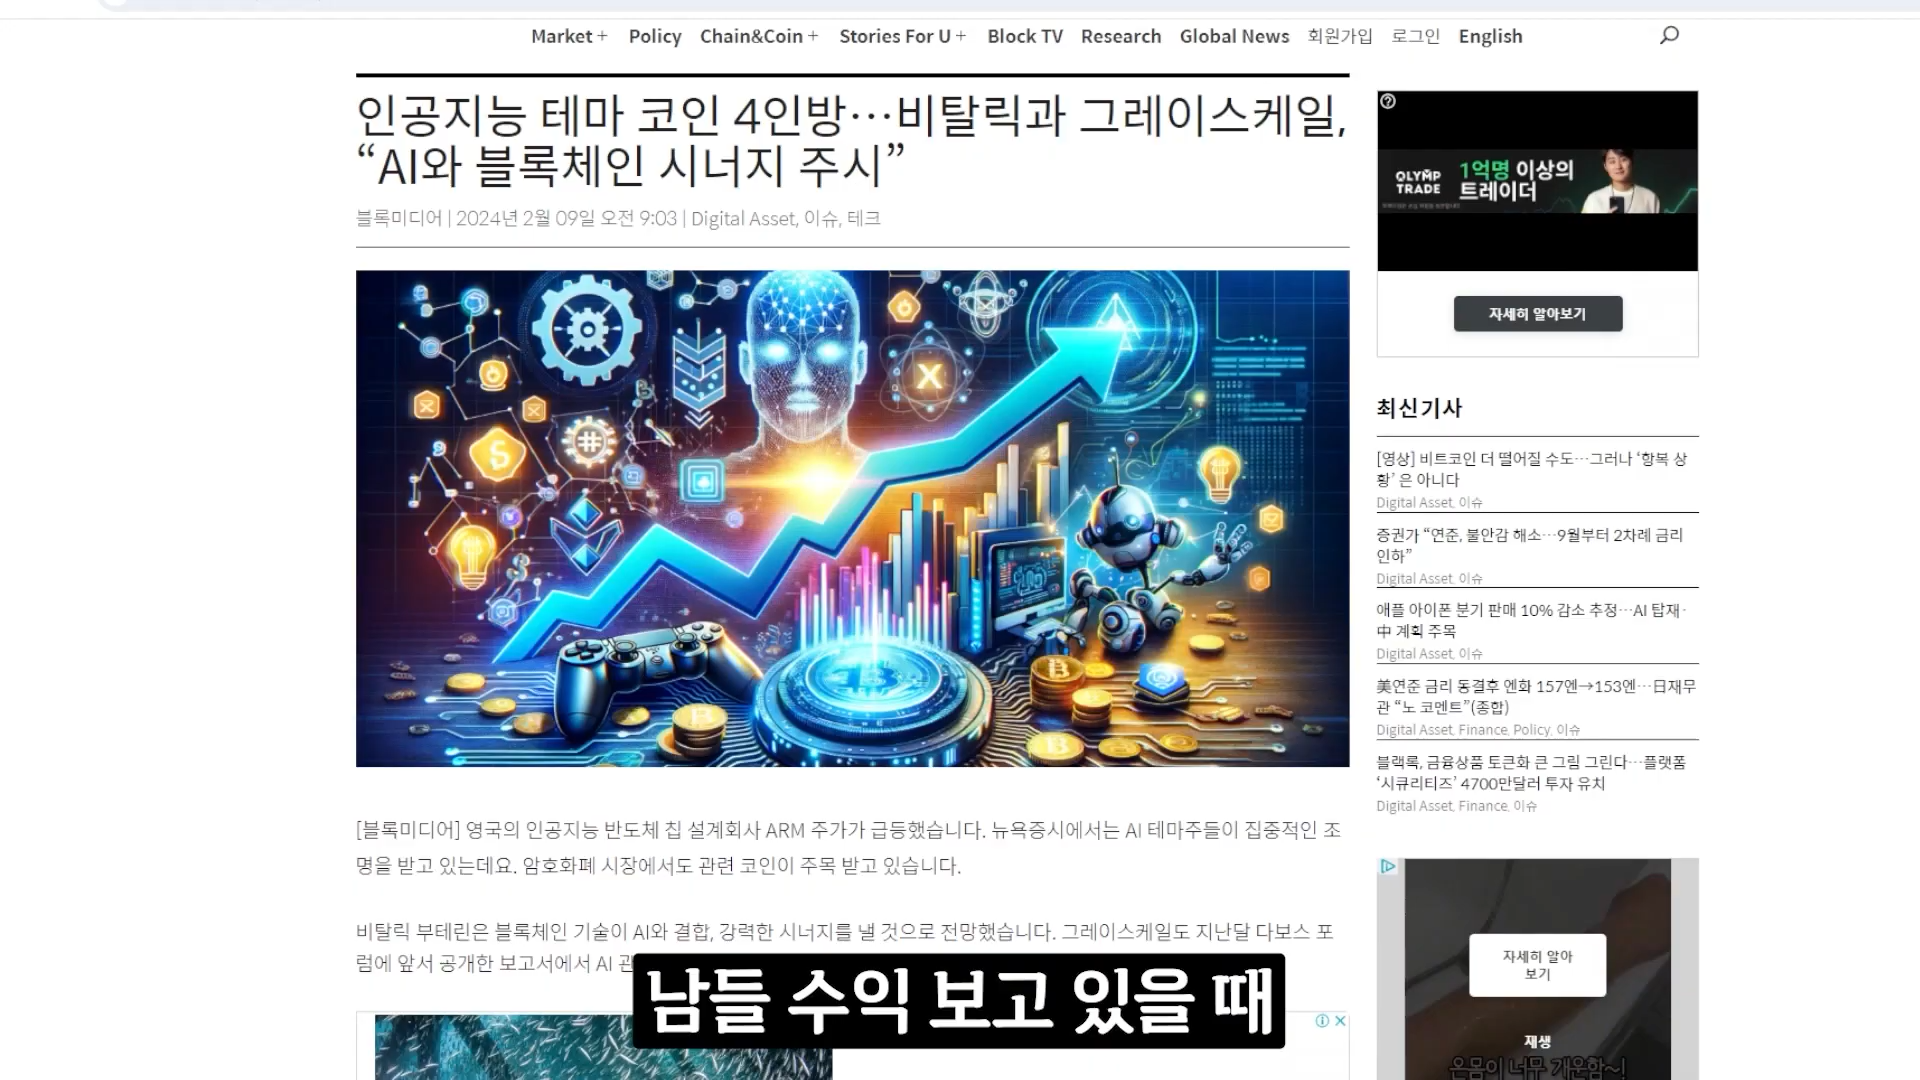 Market +
Policy
Chain&Coin +
Stories For U +
Block TV
Research
Global News
회원가입
로그인
English
인공지능 테마 코인 4인방…비탈릭과 그레이스케일,
“AI와 블록체인 시너지 주시”
블록미디어 | 2024년 2월 09일 오전 9:03 | Digital Asset, 이슈, 테크
[블록미디어] 영국의 인공지능 반도체 칩 설계회사 ARM 주가가 급등했습니다. 뉴욕증시에서는 AI 테마주들이 집중적인 조
명을 받고 있는데요. 암호화폐 시장에서도 관련 코인이 주목 받고 있습니다.
비탈릭 부테린은 블록체인 기술이 AI와 결합, 강력한 시너지를 낼 것으로 전망했습니다. 그레이스케일도 지난달 다보스 포
럼에 앞서 공개한 보고서에서 AI 관
남들 수익 보고 있을 때
OLYMP
TRADE
1억명 이상의
트레이더
자세히 알아보기
최신기사
[영상] 비트코인 더 떨어질 수도…그러나 ‘항복 상
황’ 은 아니다
Digital Asset, 이슈
증권가 “연준, 불안감 해소…9월부터 2차례 금리
인하”
Digital Asset, 이슈
애플 아이폰 분기 판매 10% 감소 추정…AI 탑재·
中 계획 주목
Digital Asset, 이슈
美연준 금리 동결후 엔화 157엔→153엔…日재무
관 “노 코멘트”(종합)
Digital Asset, Finance, Policy, 이슈
블랙록, 금융상품 토큰화 큰 그림 그린다…플랫폼
‘시큐리티즈’ 4700만달러 투자 유치
Digital Asset, Finance, 이슈
자세히 알아
보기
재생
온몸이 너무 개운함~!